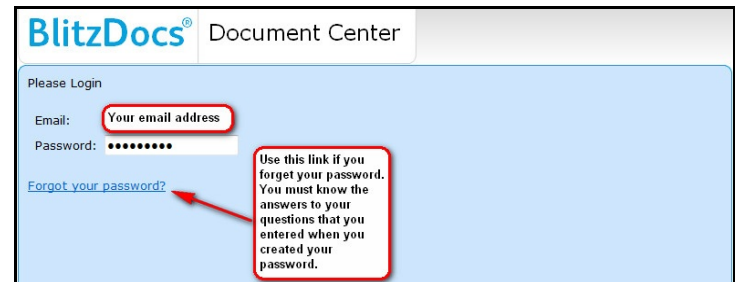 BlitzDocs® Document Center
Please Login
Email: Your email address
Password: •••••••••
Forgot your password?
Use this link if you
forget your password.
You must know the
answers to your
questions that you
entered when you
created your
password.